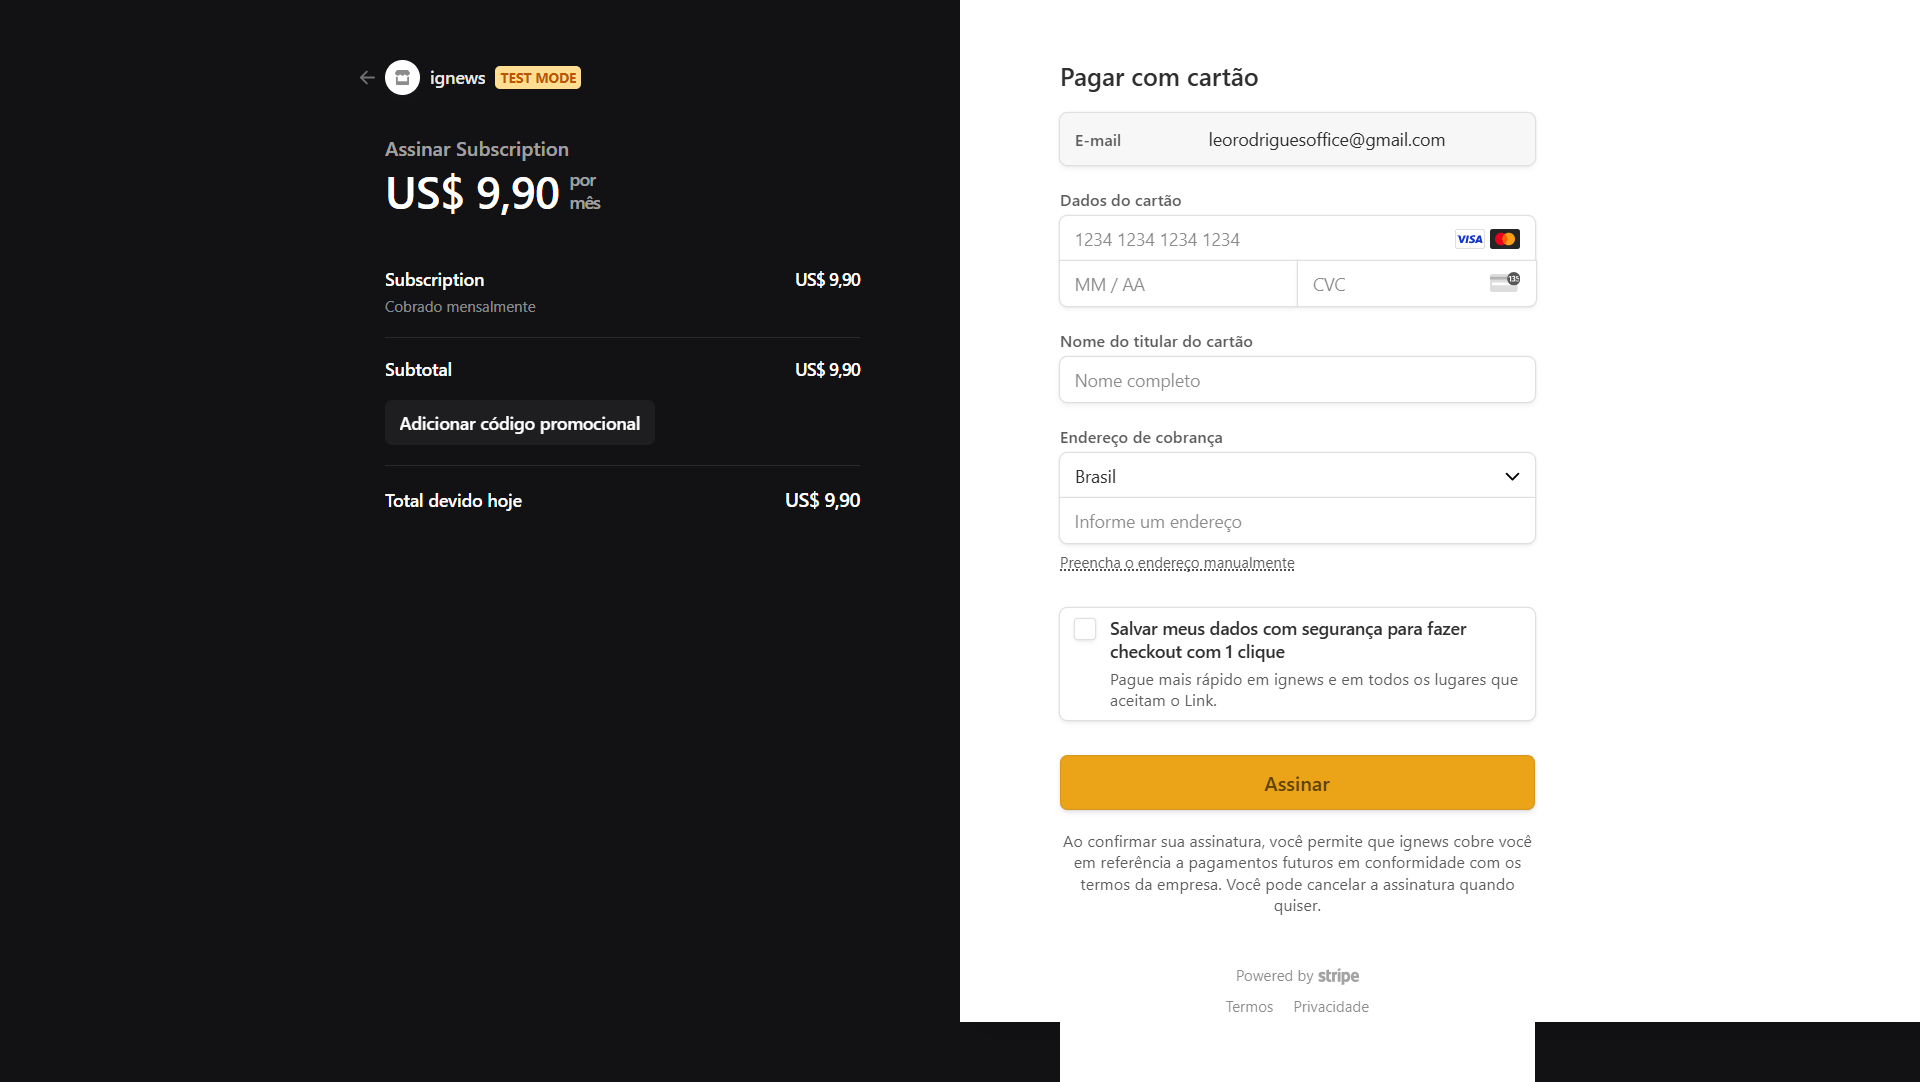 ignews TEST MODE
Assinar Subscription
US$ 9,90 por
mês
Subscription US$ 9,90
Cobrado mensalmente
Subtotal US$ 9,90
Adicionar código promocional
Total devido hoje US$ 9,90
Pagar com cartão
E-mail leorodriguesoffice@gmail.com
Dados do cartão
1234 1234 1234 1234 VISA
MM / AA CVC 135
Nome do titular do cartão
Nome completo
Endereço de cobrança
Brasil
Informe um endereço
Preencha o endereço manualmente
Salvar meus dados com segurança para fazer
checkout com 1 clique
Pague mais rápido em ignews e em todos os lugares que
aceitam o Link.
Assinar
Ao confirmar sua assinatura, você permite que ignews cobre você
em referência a pagamentos futuros em conformidade com os
termos da empresa. Você pode cancelar a assinatura quando
quiser.
Powered by stripe
Termos Privacidade